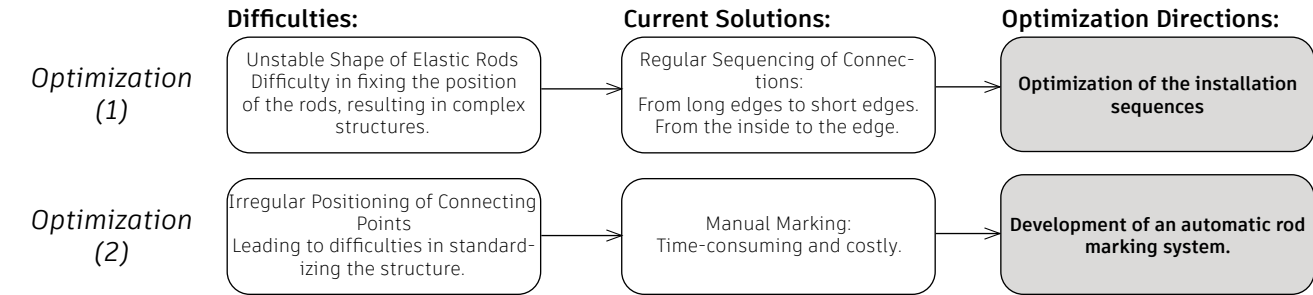 Difficulties:
Current Solutions:
Optimization Directions:
Optimization
(1)
Unstable Shape of Elastic Rods
Difficulty in fixing the position
of the rods, resulting in complex
structures.
Regular Sequencing of Connec-
tions:
From long edges to short edges.
From the inside to the edge.
Optimization of the installation
sequences
Optimization
(2)
Irregular Positioning of Connecting
Points
Leading to difficulties in standard-
izing the structure.
Manual Marking:
Time-consuming and costly.
Development of an automatic rod
marking system.